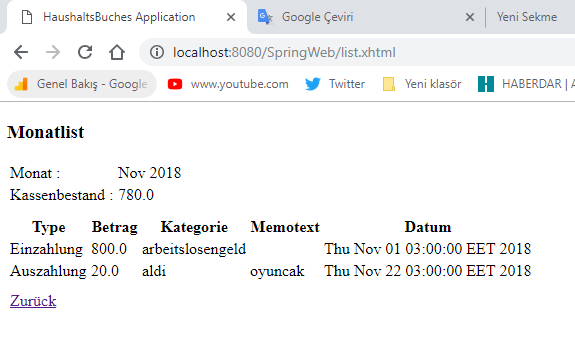 HaushaltsBuches Application
Google Çeviri
Yeni Sekme
localhost:8080/SpringWeb/list.xhtml
Genel Bakış - Google
www.youtube.com
Twitter
Yeni klasör
HABERDAR |
Monatlist
Monat : Nov 2018
Kassenbestand : 780.0
Type Betrag Kategorie Memotext Datum
Einzahlung 800.0 arbeitslosengeld Thu Nov 01 03:00:00 EET 2018
Auszahlung 20.0 aldi oyuncak Thu Nov 22 03:00:00 EET 2018
Zurück